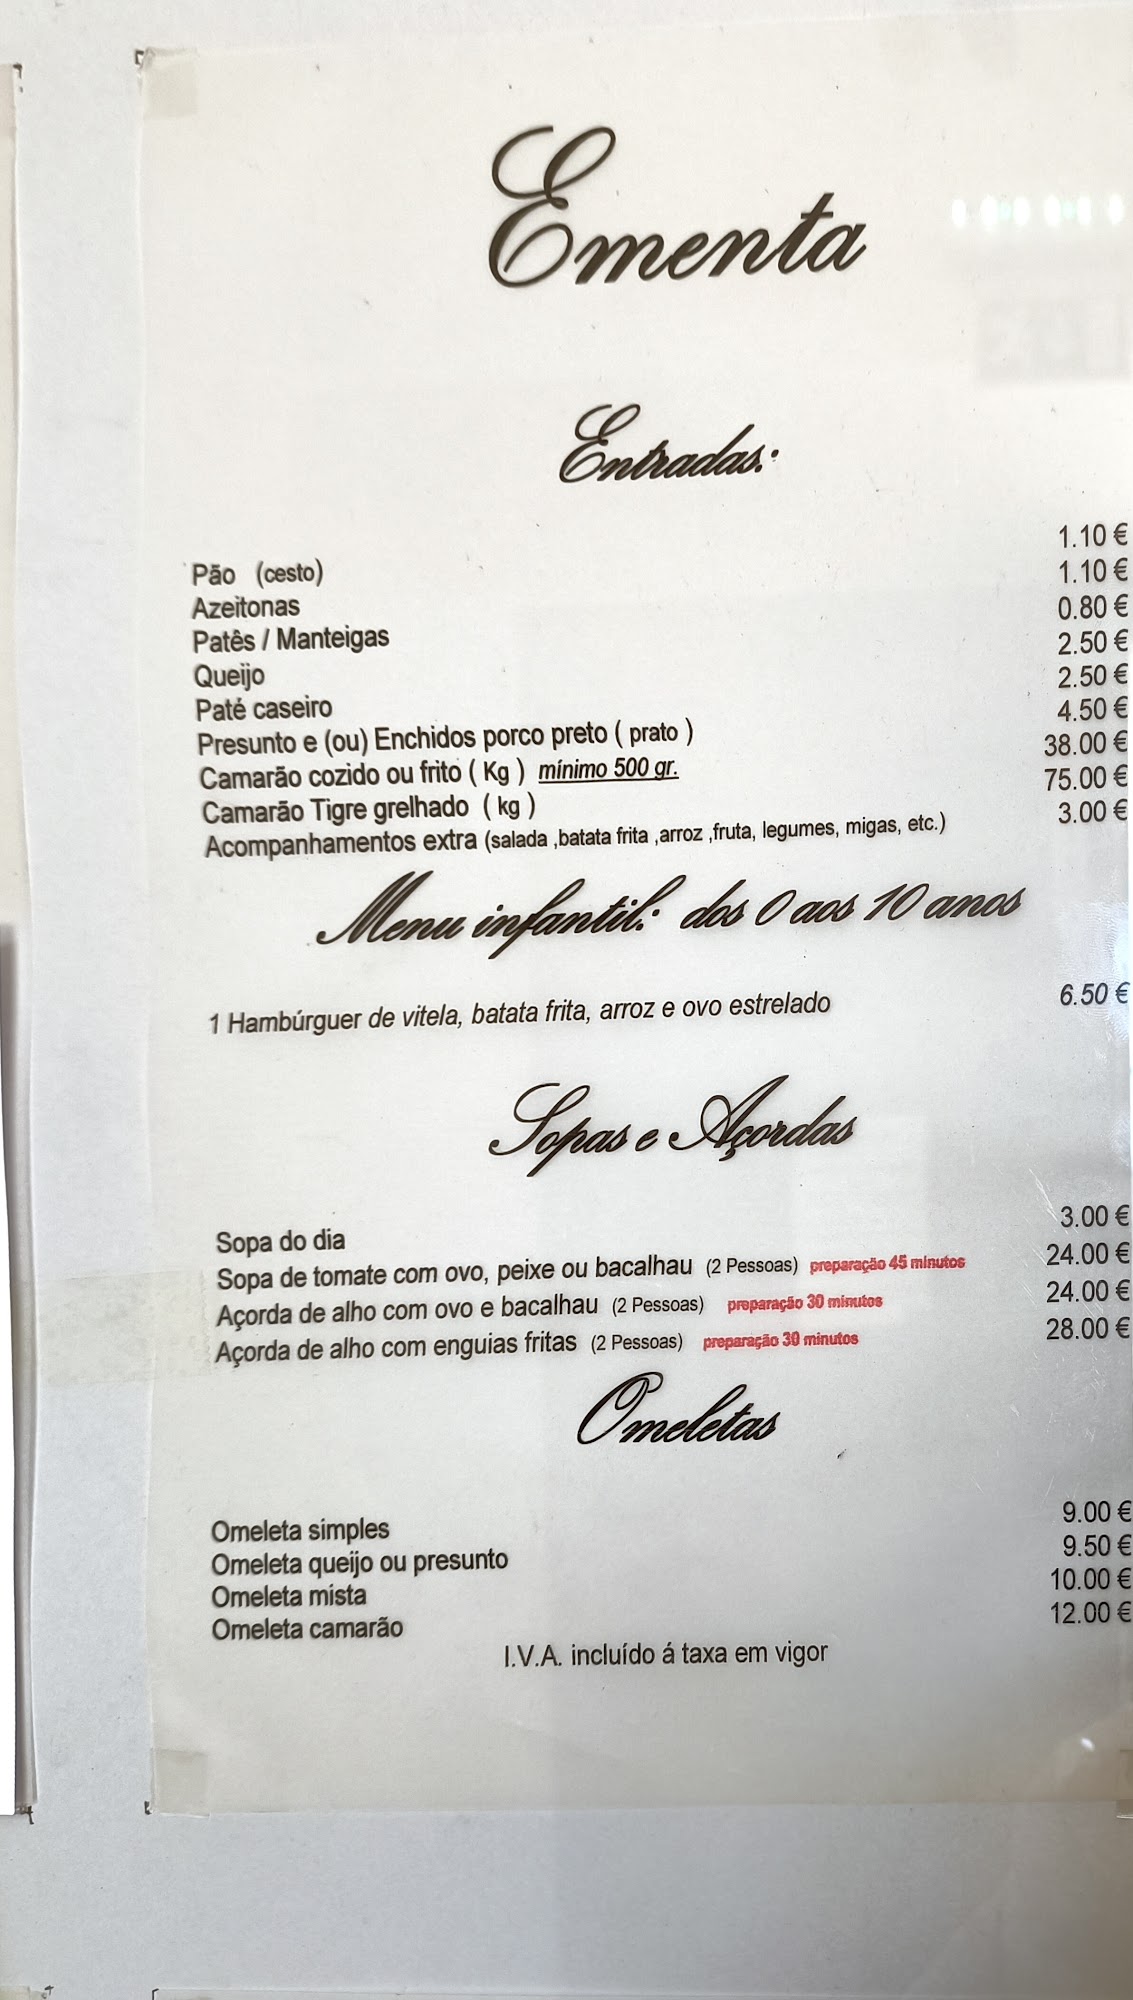 Ementa
Entradas:
Pão (cesto) 1.10 €
Azeitonas 1.10 €
Patês / Manteigas 0.80 €
Queijo 2.50 €
Paté caseiro 2.50 €
Presunto e (ou) Enchidos porco preto ( prato ) 4.50 €
Camarão cozido ou frito ( Kg ) mínimo 500 gr. 38.00 €
Camarão Tigre grelhado ( kg ) 75.00 €
Acompanhamentos extra (salada ,batata frita ,arroz ,fruta, legumes, migas, etc.) 3.00 €
Menu infantil: dos 0 aos 10 anos
1 Hambúrguer de vitela, batata frita, arroz e ovo estrelado 6.50 €
Sopas e Açordas
Sopa do dia 3.00 €
Sopa de tomate com ovo, peixe ou bacalhau (2 Pessoas) preparação 45 minutos 24.00 €
Açorda de alho com ovo e bacalhau (2 Pessoas) preparação 30 minutos 24.00 €
Açorda de alho com enguias fritas (2 Pessoas) preparação 30 minutos 28.00 €
Omeletas
Omeleta simples 9.00 €
Omeleta queijo ou presunto 9.50 €
Omeleta mista 10.00 €
Omeleta camarão 12.00 €
I.V.A. incluído á taxa em vigor